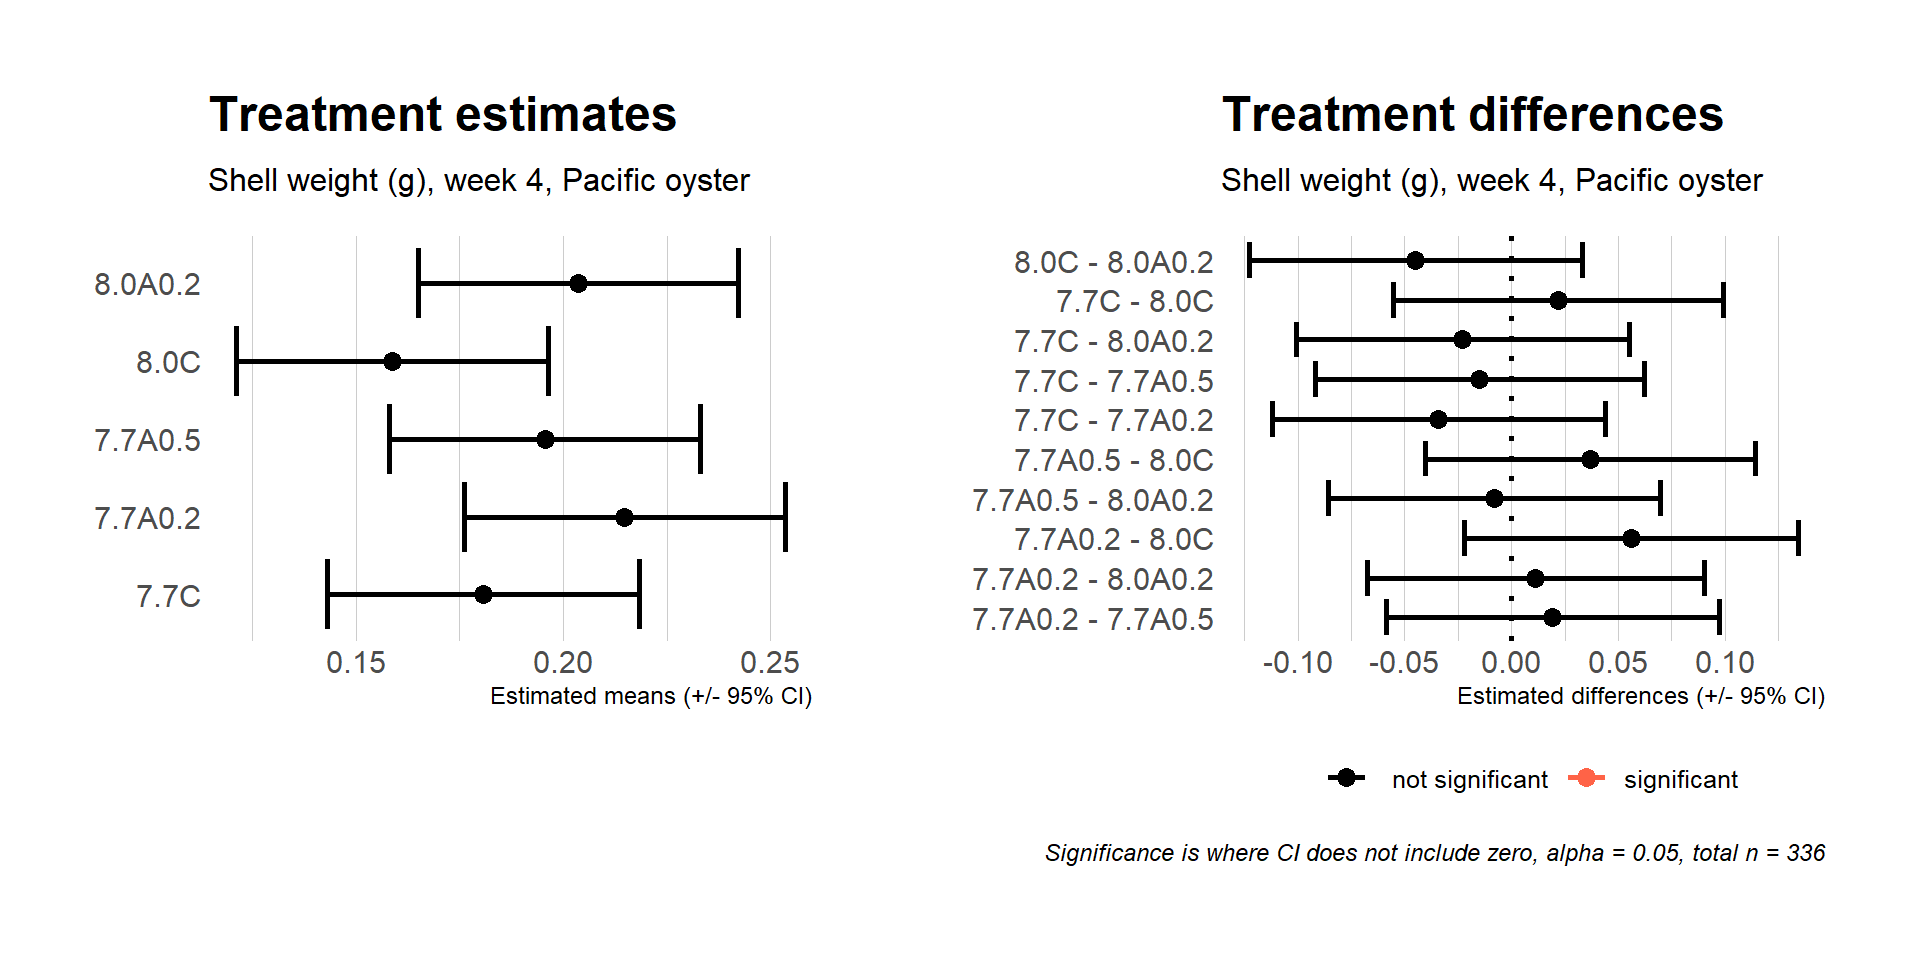 Treatment estimates
Shell weight (g), week 4, Pacific oyster
8.0A0.2
8.0C
7.7A0.5
7.7A0.2
7.7C
0.15 0.20 0.25
Estimated means (+/- 95% CI)
Treatment differences
Shell weight (g), week 4, Pacific oyster
8.0C - 8.0A0.2
7.7C - 8.0C
7.7C - 8.0A0.2
7.7C - 7.7A0.5
7.7C - 7.7A0.2
7.7A0.5 - 8.0C
7.7A0.5 - 8.0A0.2
7.7A0.2 - 8.0C
7.7A0.2 - 8.0A0.2
7.7A0.2 - 7.7A0.5
-0.10 -0.05 0.00 0.05 0.10
Estimated differences (+/- 95% CI)
not significant significant
Significance is where CI does not include zero, alpha = 0.05, total n = 336